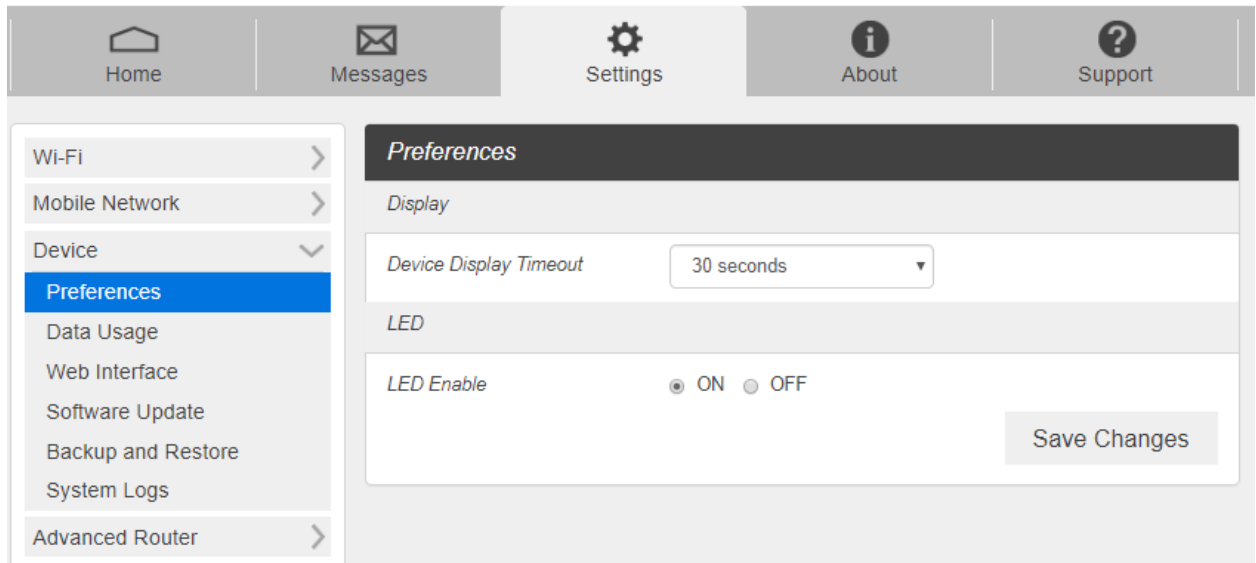 Home
Messages
Settings
About
Support
Wi-Fi
Mobile Network
Device
Preferences
Data Usage
Web Interface
Software Update
Backup and Restore
System Logs
Advanced Router
Preferences
Display
Device Display Timeout 30 seconds
LED
LED Enable ON OFF
Save Changes